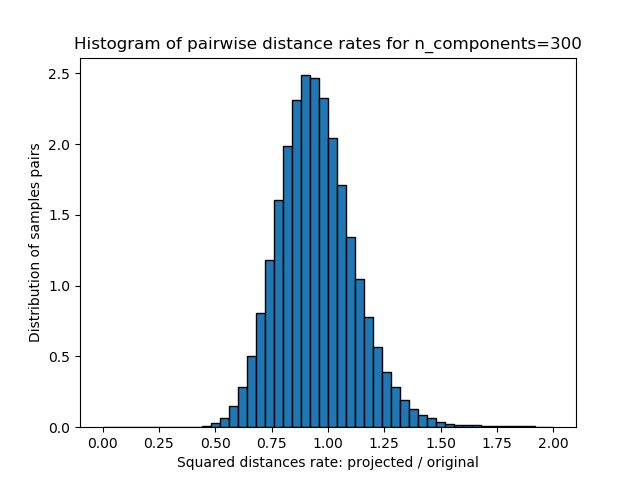 Histogram of pairwise distance rates for n_components=300
2.5
2.0
1.5
1.0
0.5
0.0
Distribution of samples pairs
0.00 0.25 0.50 0.75 1.00 1.25 1.50 1.75 2.00
Squared distances rate: projected / original